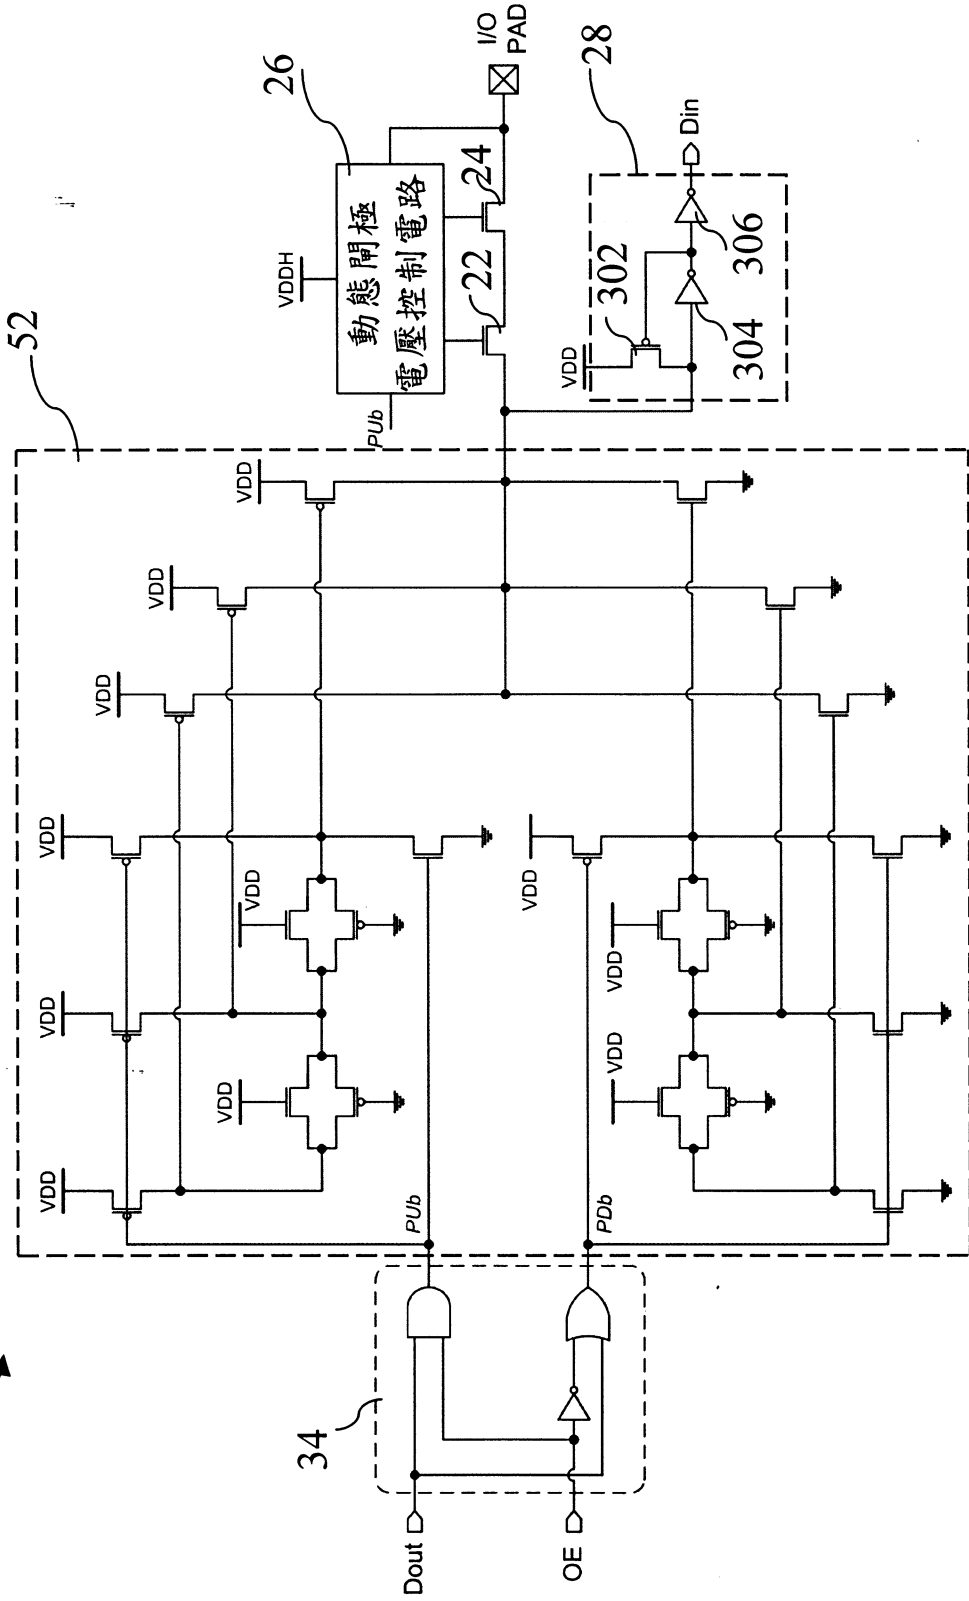 52
26
VDDH
動態閘極
電壓控制電路
PUb
I/O
PAD
24
22
28
VDD
302
304
306
Din
VDD
VDD
VDD
VDD
VDD
VDD
VDD
VDD
VDD
VDD
VDD
PUb
PDb
34
Dout
OE